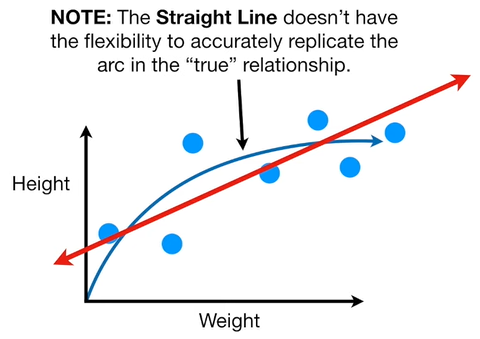 NOTE: The Straight Line doesn’t have
the flexibility to accurately replicate the
arc in the “true” relationship.
Height
Weight